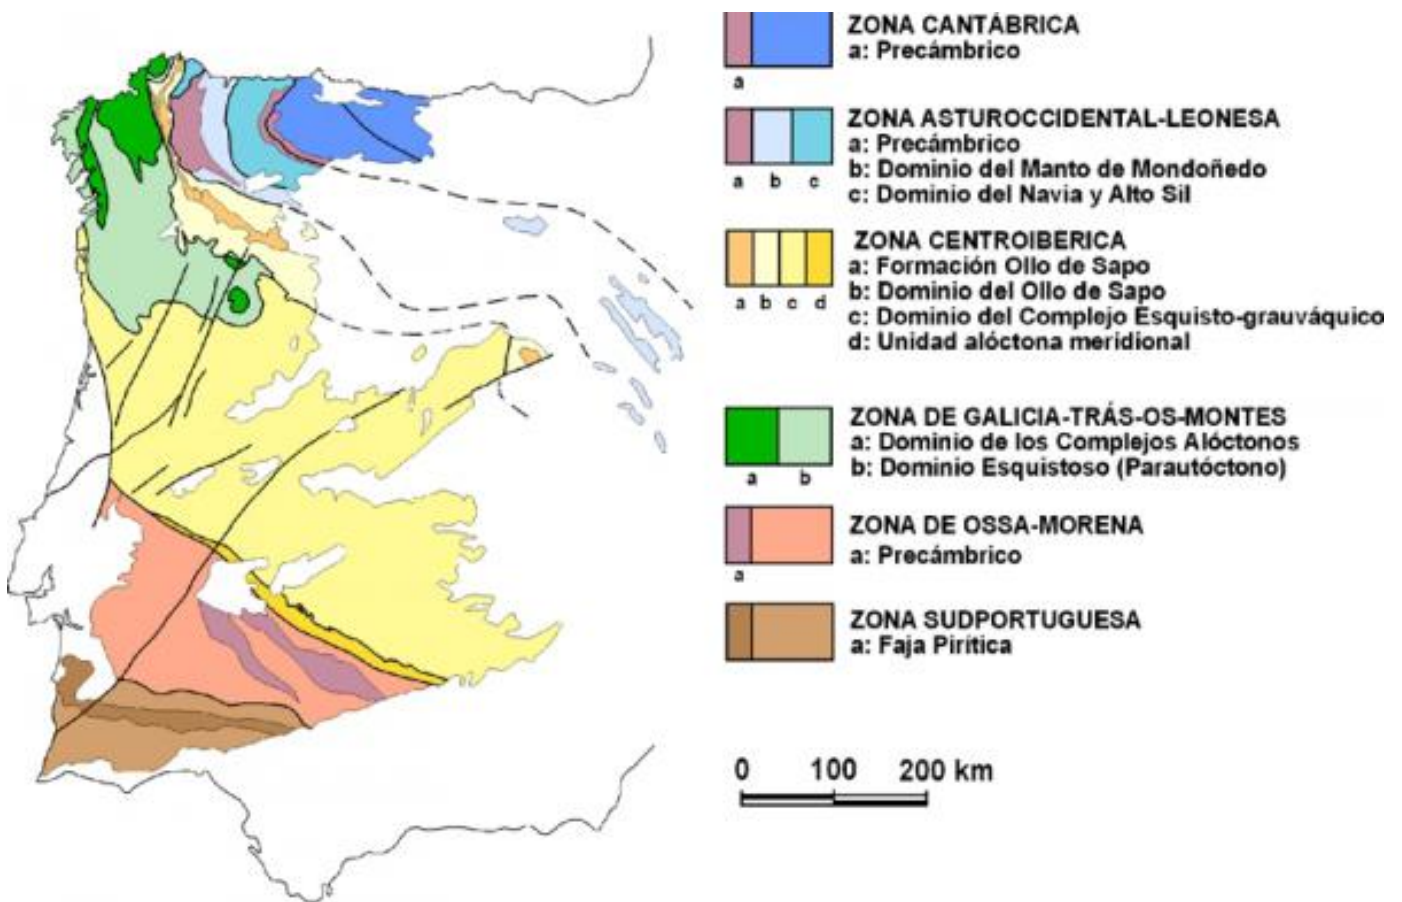 ZONA CANTÁBRICA
a: Precámbrico
a
ZONA ASTUROCCIDENTAL-LEONESA
a: Precámbrico
b: Dominio del Manto de Mondoñedo
c: Dominio del Navia y Alto Sil
a b c
ZONA CENTROIBERICA
a: Formación Ollo de Sapo
b: Dominio del Ollo de Sapo
c: Dominio del Complejo Esquisto-grauváquico
d: Unidad alóctona meridional
a b c d
ZONA DE GALICIA-TRÁS-OS-MONTES
a: Dominio de los Complejos Alóctonos
b: Dominio Esquistoso (Parautóctono)
a b
ZONA DE OSSA-MORENA
a: Precámbrico
a
ZONA SUDPORTUGUESA
a: Faja Pirítica
0 100 200 km